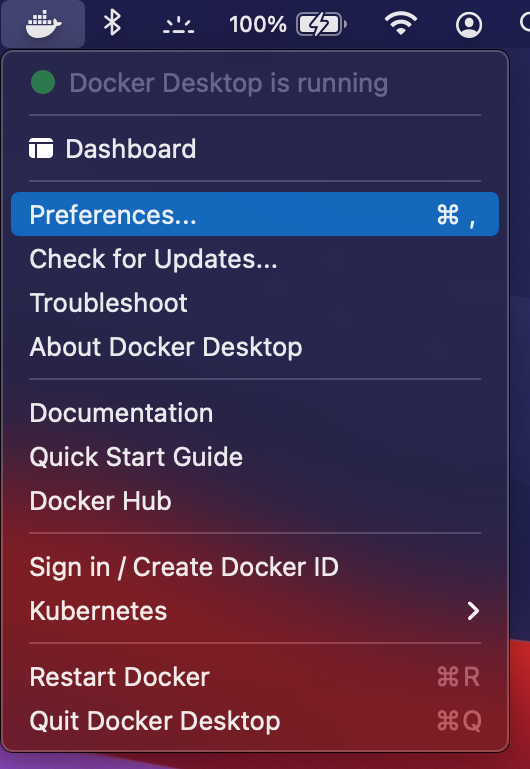 100%
Docker Desktop is running
Dashboard
Preferences... ⌘ ,
Check for Updates...
Troubleshoot
About Docker Desktop
Documentation
Quick Start Guide
Docker Hub
Sign in / Create Docker ID
Kubernetes
Restart Docker ⌘R
Quit Docker Desktop ⌘Q